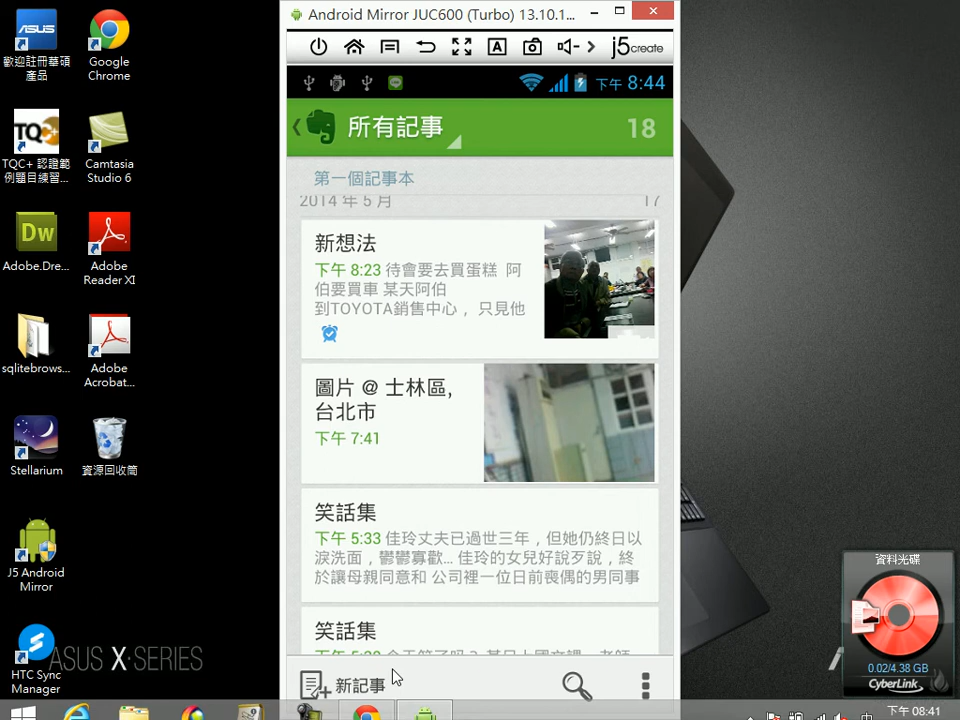 Android Mirror JUC600 (Turbo) 13.10.1...
j5create
下午 8:44
所有記事
18
第一個記事本
2014 年 5 月
17
新想法
下午 8:23 待會要去買蛋糕 阿
伯要買車 某天阿伯
到TOYOTA銷售中心， 只見他
圖片 @ 士林區,
台北市
下午 7:41
笑話集
下午 5:33 佳玲丈夫已過世三年，但她仍終日以
淚洗面，鬱鬱寡歡... 佳玲的女兒好說歹說，終
於讓母親同意和 公司裡一位日前喪偶的男同事
笑話集
新記事
ASUS
歡迎註冊華碩
產品
Google
Chrome
TQC+
TQC+ 認證範
例題目練習...
Camtasia
Studio 6
Dw
Adobe.Dre...
Adobe
Reader XI
sqlitebrows...
Adobe
Acrobat...
Stellarium
資源回收筒
J5 Android
Mirror
HTC Sync
Manager
ASUS X-SERIES
資料光碟
0.02/4.38 GB
CyberLink
下午 08:41